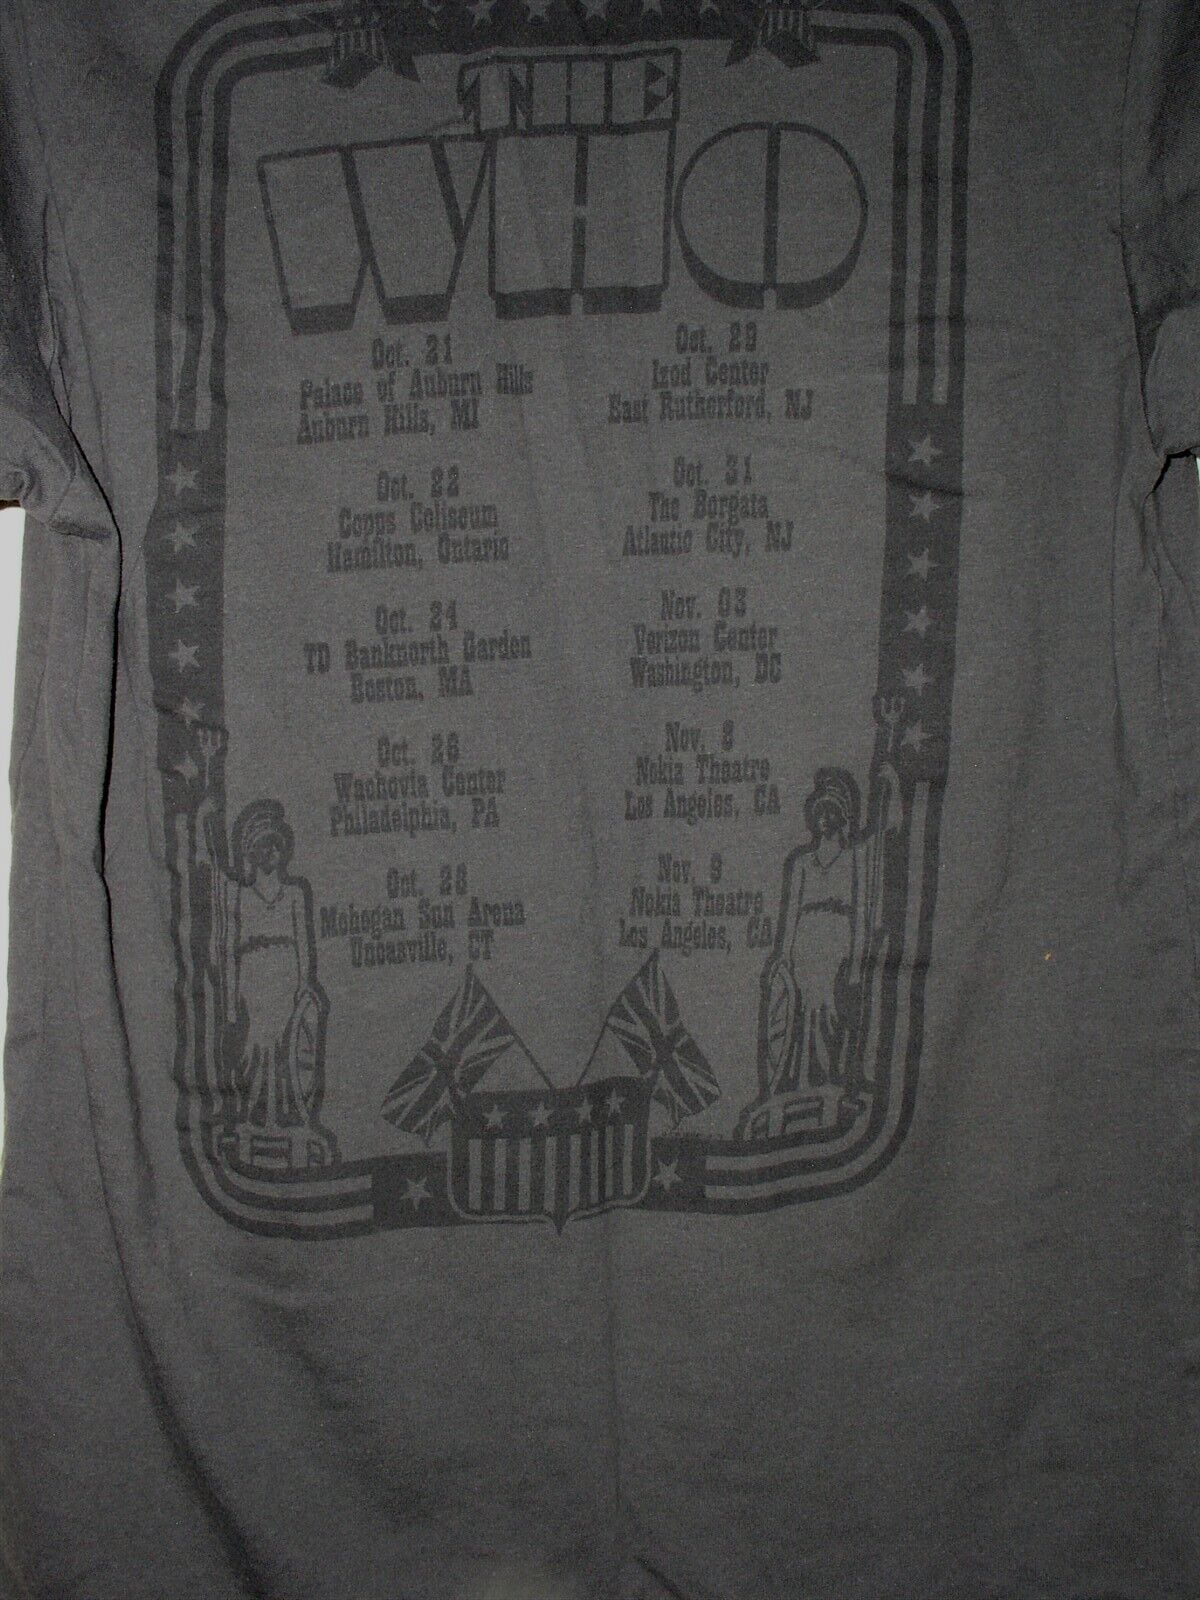 THE
WHO
Oct. 21
Palace of Auburn Hills
Auburn Hills, MI
Oct. 22
Copps Coliseum
Hamilton, Ontario
Oct. 24
TD Banknorth Garden
Boston, MA
Oct. 26
Wachovia Center
Philadelphia, PA
Oct. 28
Mohegan Sun Arena
Uncasville, CT
Oct. 29
Izod Center
East Rutherford, NJ
Oct. 31
The Borgata
Atlantic City, NJ
Nov. 03
Verizon Center
Washington, DC
Nov. 8
Nokia Theatre
Los Angeles, CA
Nov. 9
Nokia Theatre
Los Angeles, CA